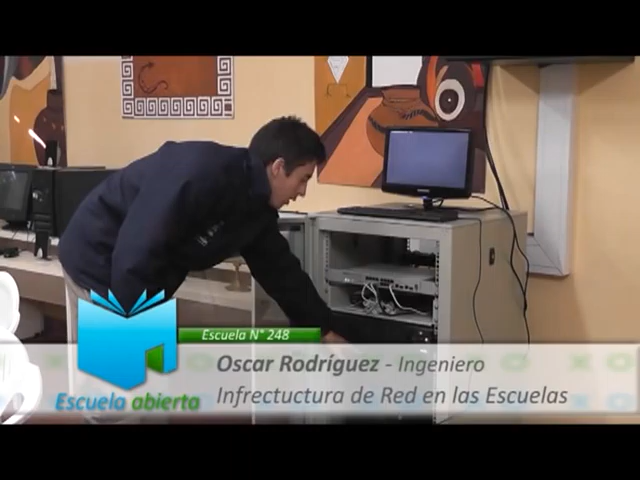 Escuela N° 248
Oscar Rodríguez - Ingeniero
Infrectuctura de Red en las Escuelas
Escuela abierta